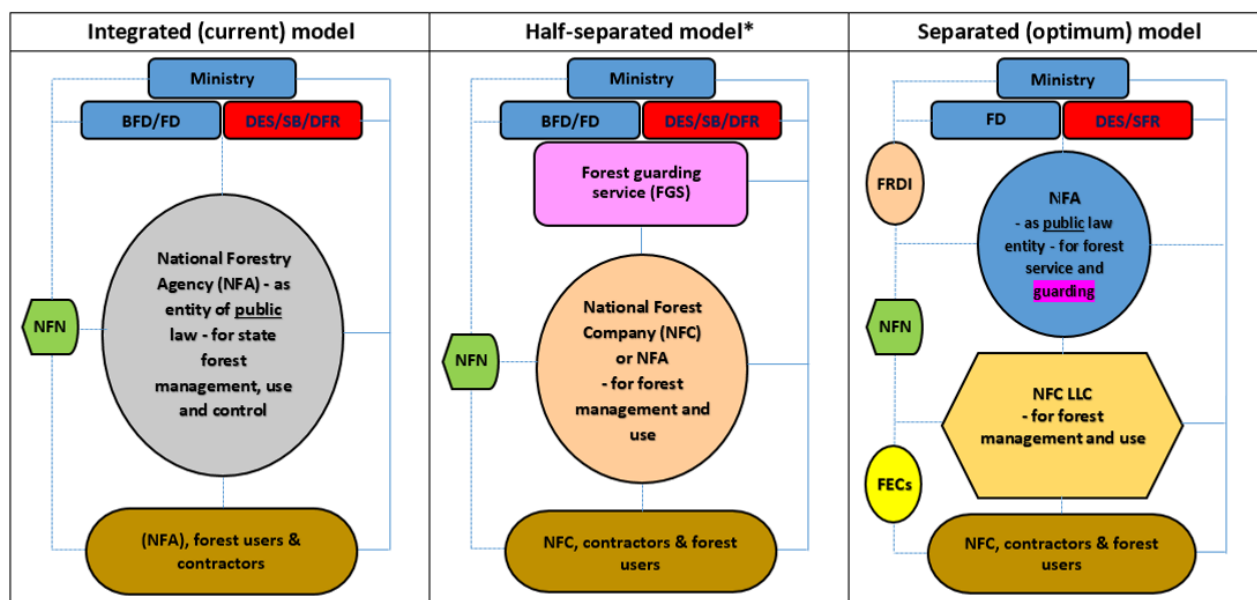 Integrated (current) model
Ministry
BFD/FD
DES/SB/DFR
National Forestry
Agency (NFA) - as
entity of public
law - for state
forest
management, use
and control
NFN
(NFA), forest users &
contractors
Half-separated model*
Ministry
BFD/FD
DES/SB/DFR
Forest guarding
service (FGS)
NFN
National Forest
Company (NFC)
or NFA
- for forest
management and
use
NFC, contractors & forest
users
Separated (optimum) model
Ministry
FD
DES/SFR
FRDI
NFA
- as public law
entity - for forest
service and
guarding
NFN
NFC LLC
- for forest
management and use
FECs
NFC, contractors & forest
users